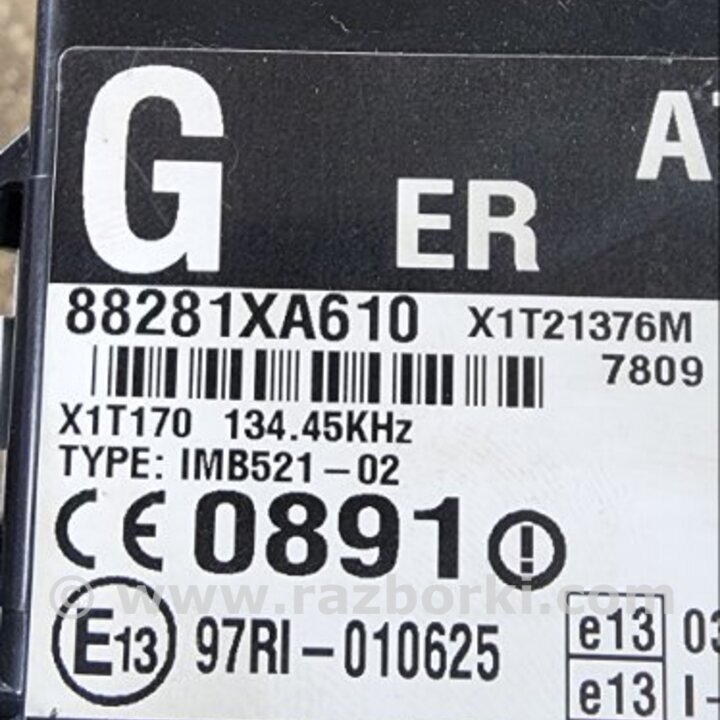 G ER A
88281XA610 X1T21376M
7809
X1T170 134.45KHz
TYPE: IMB521-02
CE 0891
© www.razborki.com
E13 97RI-010625 e13 03
e13 I-